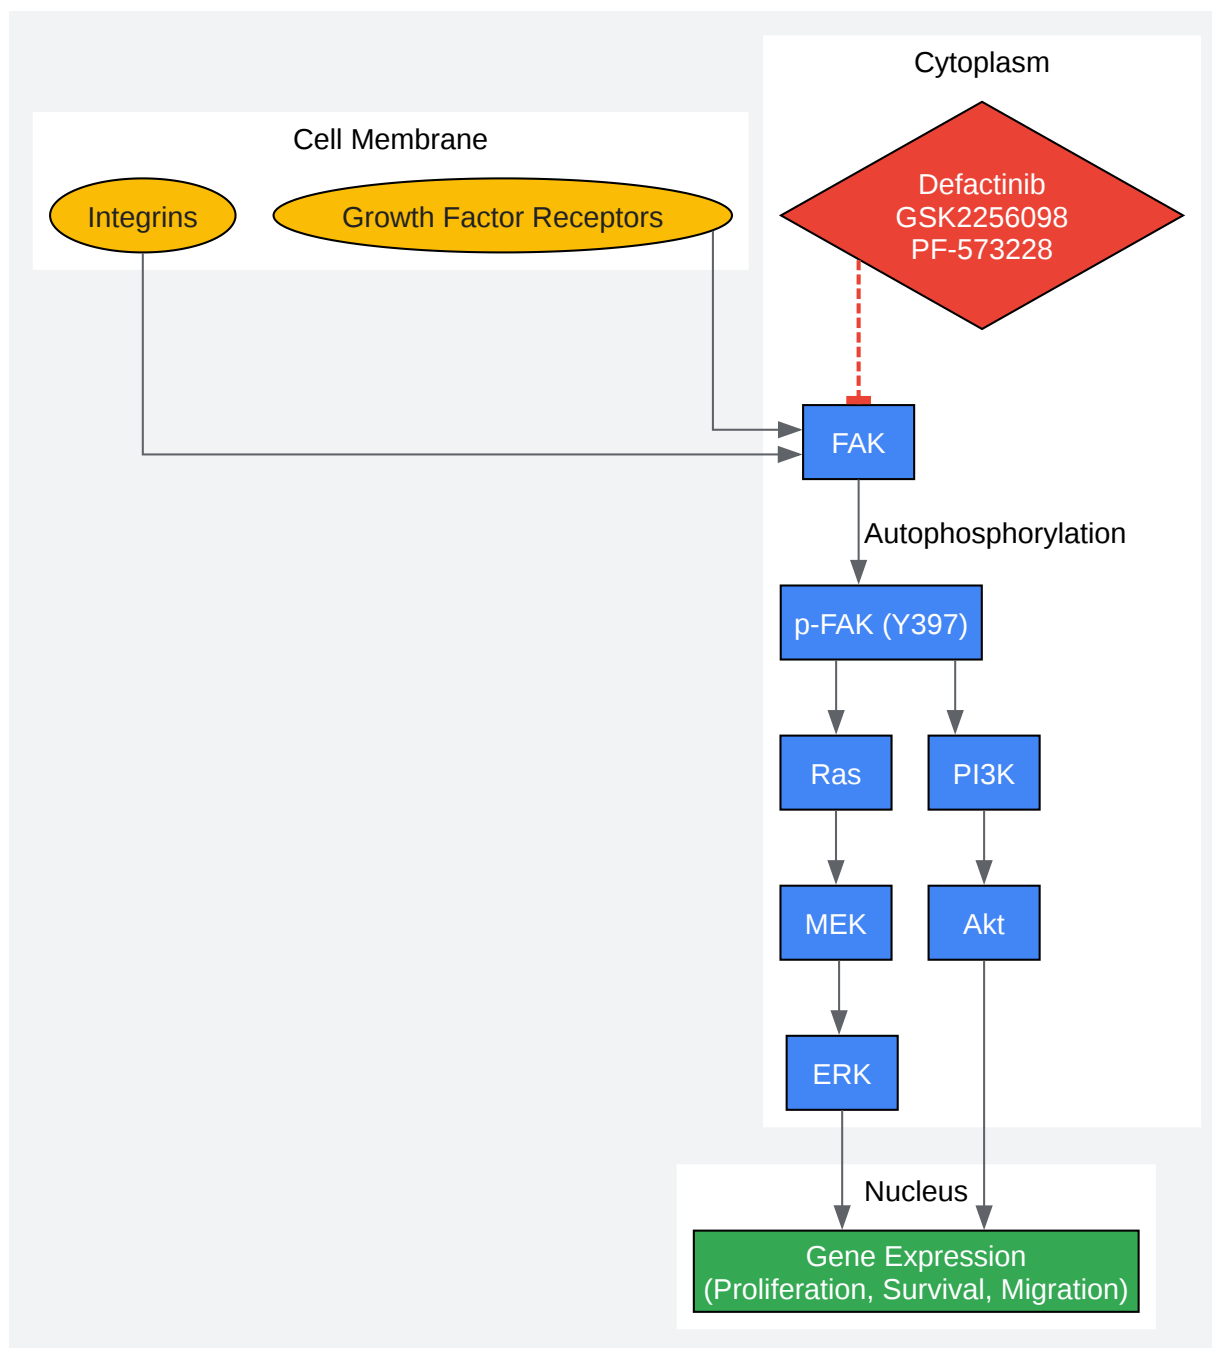 Cytoplasm
Cell Membrane
Defactinib
GSK2256098
PF-573228
Integrins
Growth Factor Receptors
FAK
Autophosphorylation
p-FAK (Y397)
Ras
PI3K
MEK
Akt
ERK
Nucleus
Gene Expression
(Proliferation, Survival, Migration)